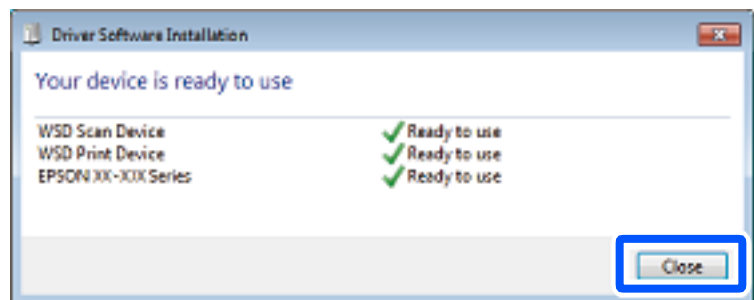 Driver Software Installation
Your device is ready to use
WSD Scan Device Ready to use
WSD Print Device Ready to use
EPSON XX-XXX Series Ready to use
Close